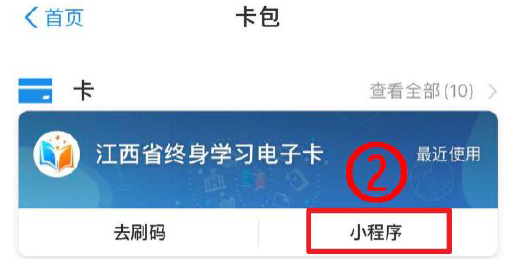 首页 卡包
卡 查看全部(10)
江西省终身学习电子卡 ② 最近使用
去刷码 小程序